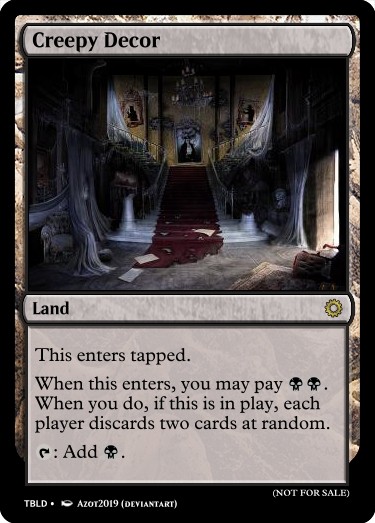 Creepy Decor
Land
This enters tapped.
When this enters, you may pay
When you do, if this is in play, each
player discards two cards at random.
: Add .
(NOT FOR SALE)
TBLD • Azot2019 (deviantart)